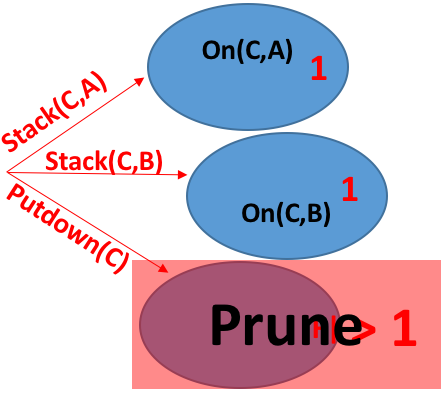 On(C,A)
1
Stack(C,A)
Stack(C,B)
1
On(C,B)
Putdown(C)
Prune
> 1